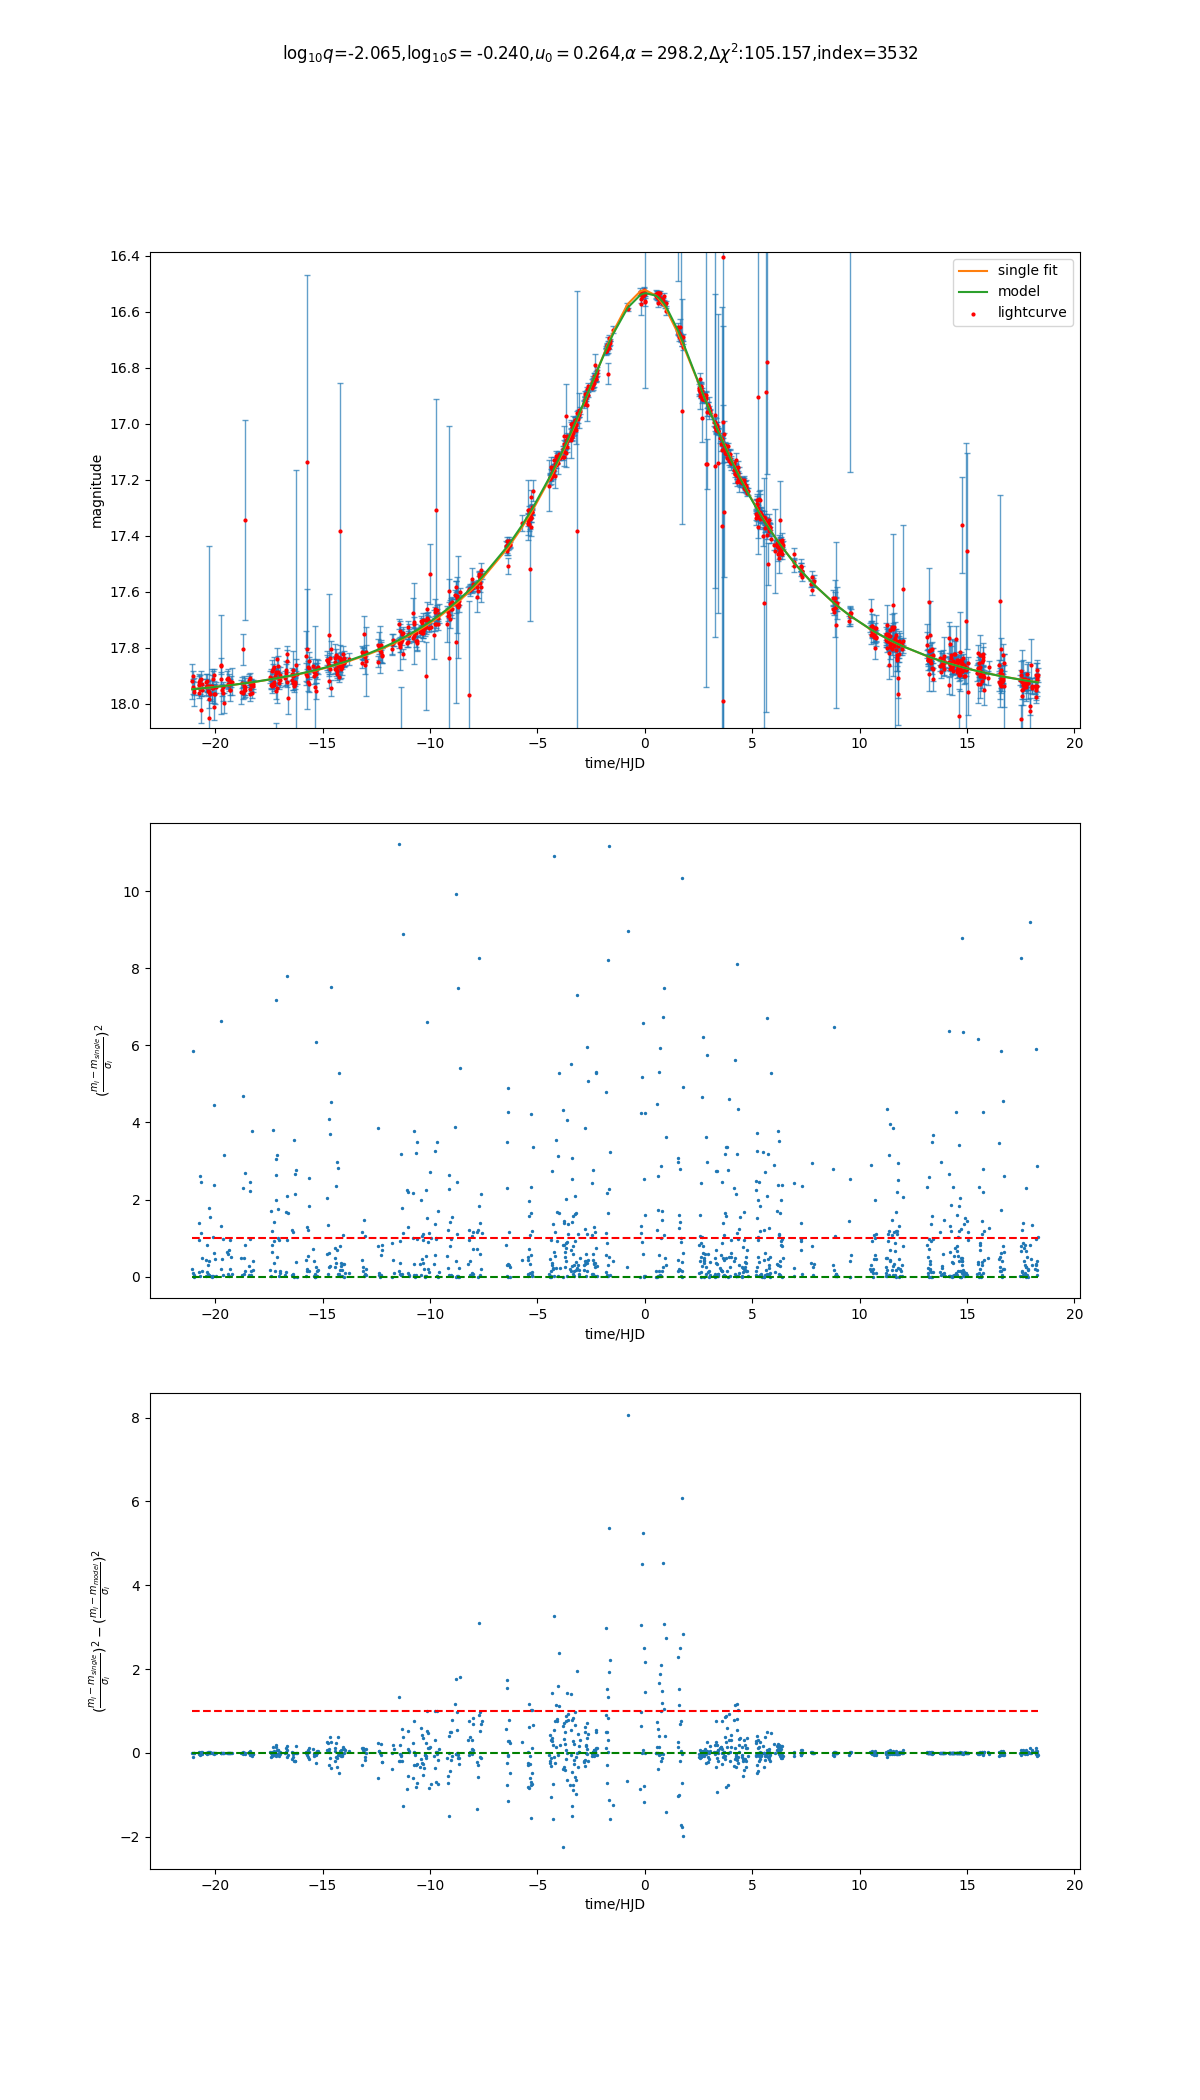 log₁₀q=-2.065,log₁₀s = -0.240,u₀ = 0.264,α = 298.2,Δχ²:105.157,index=3532
16.4
16.6
16.8
17.0
17.2
17.4
17.6
17.8
18.0
magnitude
single fit
model
lightcurve
−20 −15 −10 −5 0 5 10 15 20
time/HJD
10
8
6
4
2
0
((mᵢ − m_single)/σᵢ)²
−20 −15 −10 −5 0 5 10 15 20
time/HJD
8
6
4
2
0
−2
((mᵢ − m_single)/σᵢ)² − ((mᵢ − m_model)/σᵢ)²
−20 −15 −10 −5 0 5 10 15 20
time/HJD